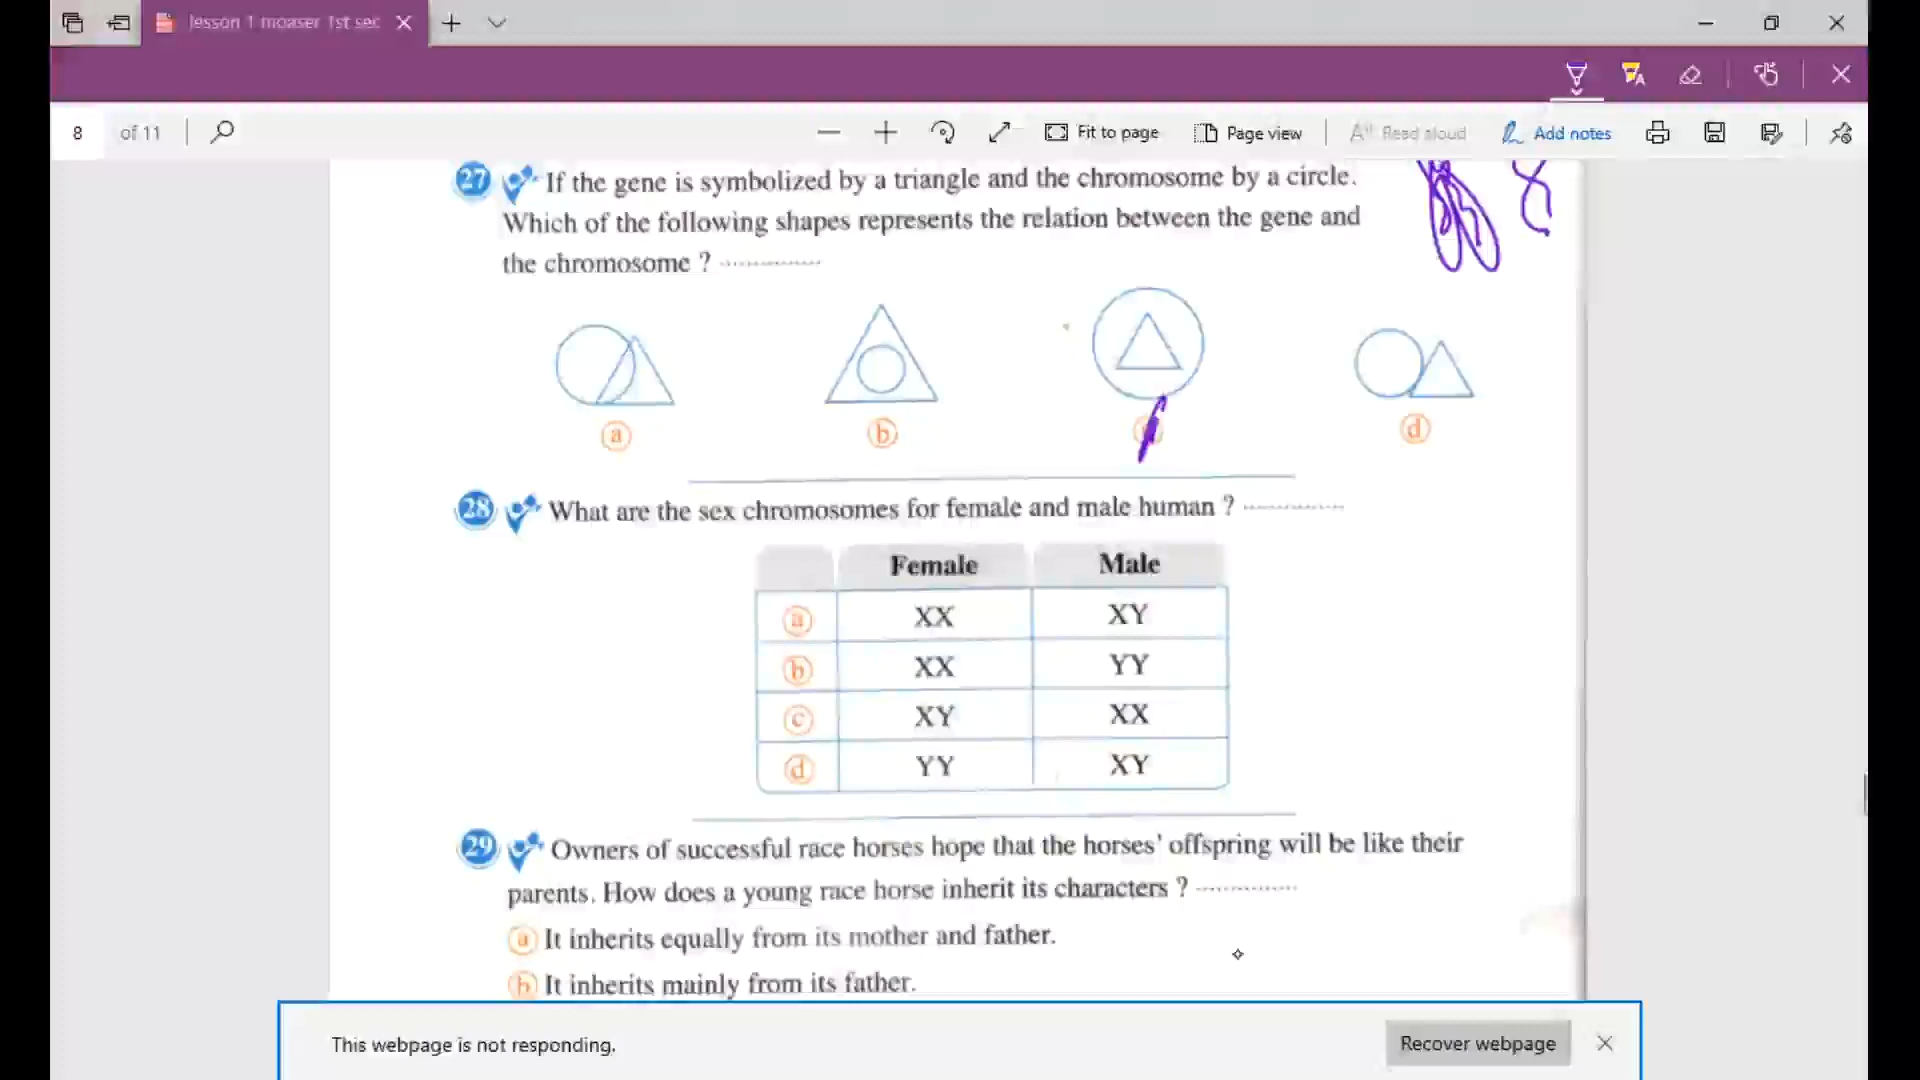 lesson 1 moaser 1st sec
8 of 11
Fit to page
Page view
Read aloud
Add notes
27 If the gene is symbolized by a triangle and the chromosome by a circle.
Which of the following shapes represents the relation between the gene and
the chromosome ? ..............
a b d
28 What are the sex chromosomes for female and male human ? ..............
Female Male
a XX XY
b XX YY
c XY XX
d YY XY
29 Owners of successful race horses hope that the horses' offspring will be like their
parents. How does a young race horse inherit its characters ? ..............
a It inherits equally from its mother and father.
b It inherits mainly from its father.
This webpage is not responding.
Recover webpage